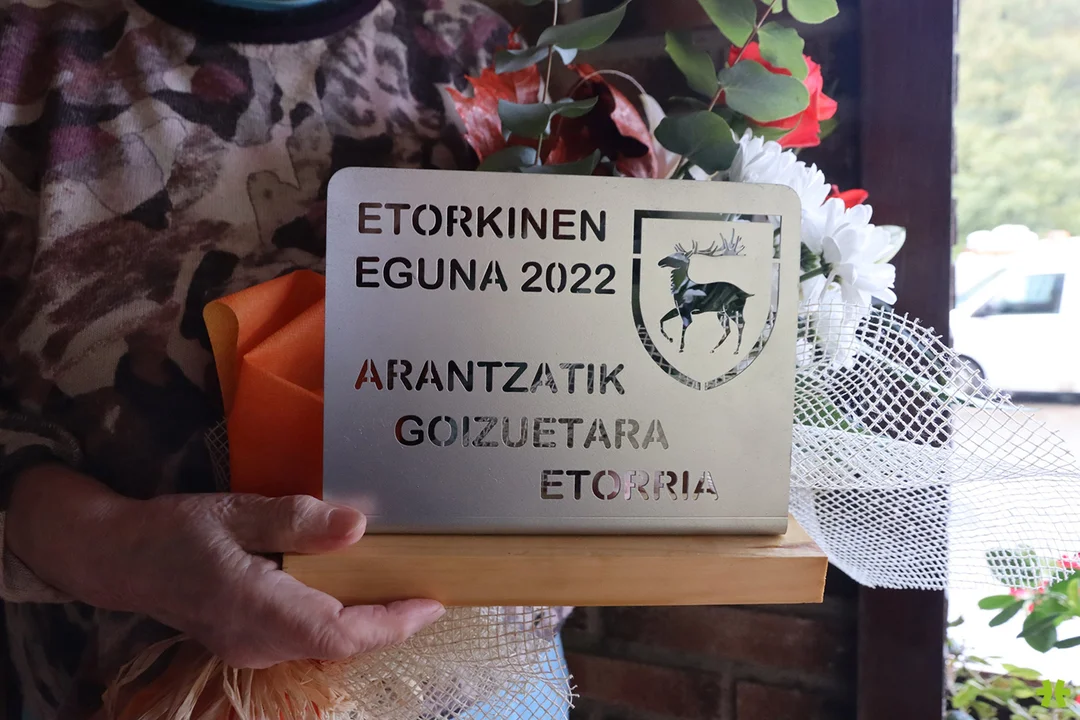 ETORKINEN
EGUNA 2022
ARANTZATIK
GOIZUETARA
ETORRIA